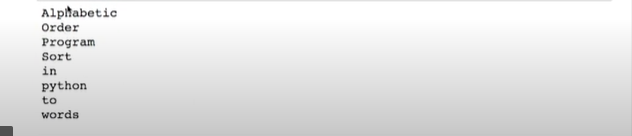 Alphabetic
Order
Program
Sort
in
python
to
words